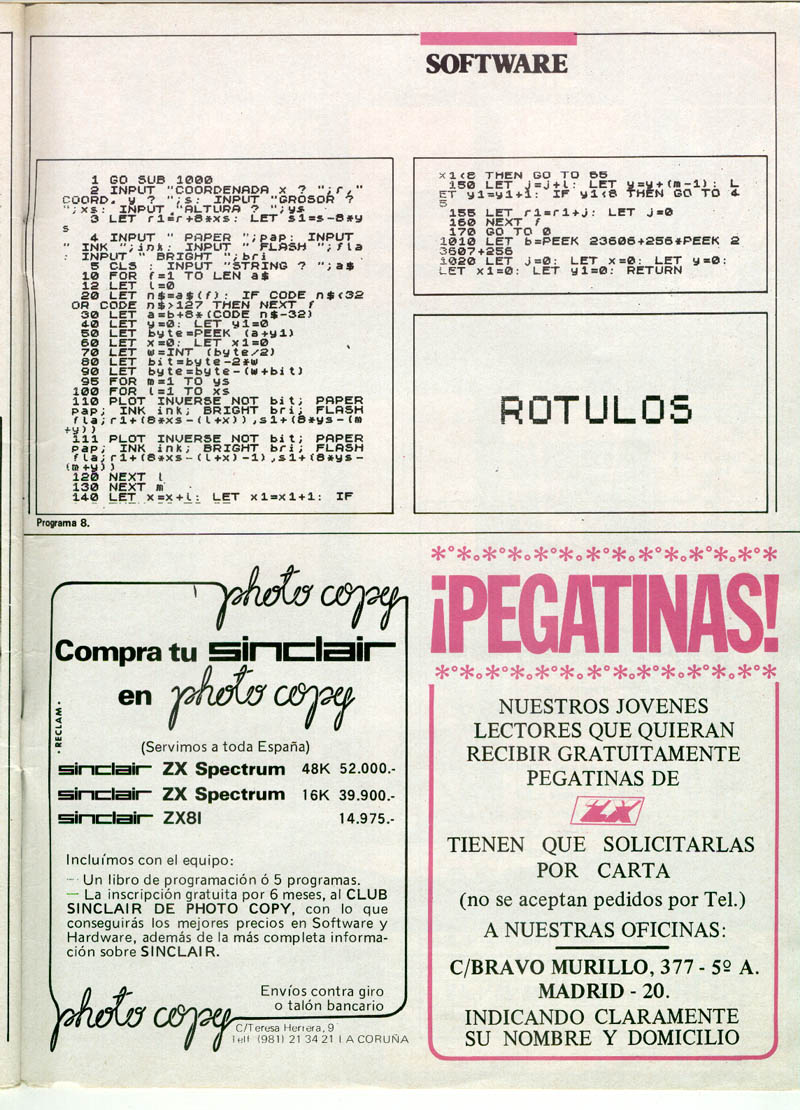 SOFTWARE
1 GO SUB 1000
2 INPUT "COORDENADA x ? ";r,"
COORD. y ? ";s: INPUT "GROSOR ?
";xs: INPUT "ALTURA ? ";ys
3 LET r1=r+8*xs: LET s1=s-8*y
s
4 INPUT " PAPER ";pap: INPUT
" INK ";ink: INPUT " FLASH ";fla
: INPUT " BRIGHT ";bri
5 CLS : INPUT "STRING ? ";a$
10 FOR f=1 TO LEN a$
12 LET l=0
20 LET n$=a$(f): IF CODE n$<32
OR CODE n$>127 THEN NEXT f
30 LET a=b+8*(CODE n$-32)
40 LET y=0: LET y1=0
50 LET byte=PEEK (a+y1)
60 LET x=0: LET x1=0
70 LET w=INT (byte/2)
80 LET bit=byte-2*w
90 LET byte=byte-(w+bit)
95 FOR m=1 TO ys
100 FOR l=1 TO xs
110 PLOT INVERSE NOT bit; PAPER
pap; INK ink; BRIGHT bri; FLASH
fla;r1+(8*xs-(l+x)),s1+(8*ys-(m
+y))
111 PLOT INVERSE NOT bit; PAPER
pap; INK ink; BRIGHT bri; FLASH
fla;r1+(8*xs-(l+x)-1),s1+(8*ys-
(m+y))
120 NEXT l
130 NEXT m
140 LET x=x+l: LET x1=x1+1: IF
Programa 8.
x1<8 THEN GO TO 65
150 LET j=j+l: LET y=y+(m-1): L
ET y1=y1+1: IF y1<8 THEN GO TO 4
5
155 LET r1=r1+j: LET j=0
160 NEXT f
170 GO TO 0
1010 LET b=PEEK 23606+256*PEEK 2
3607+256
1020 LET j=0: LET x=0: LET y=0:
LET x1=0: LET y1=0: RETURN
ROTULOS
photo copy
Compra tu sinclair
en photo copy
· RECLAM ·
(Servimos a toda España)
sinclair ZX Spectrum 48K 52.000.-
sinclair ZX Spectrum 16K 39.900.-
sinclair ZX81 14.975.-
Incluímos con el equipo:
— Un libro de programación ó 5 programas.
— La inscripción gratuita por 6 meses, al CLUB
SINCLAIR DE PHOTO COPY, con lo que
conseguirás los mejores precios en Software y
Hardware, además de la más completa informa-
ción sobre SINCLAIR.
Envíos contra giro
o talón bancario
photo copy
C/Teresa Herrera, 9
Telf. (981) 21 34 21 LA CORUÑA
¡PEGATINAS!
NUESTROS JOVENES
LECTORES QUE QUIERAN
RECIBIR GRATUITAMENTE
PEGATINAS DE
ZX
TIENEN QUE SOLICITARLAS
POR CARTA
(no se aceptan pedidos por Tel.)
A NUESTRAS OFICINAS:
C/BRAVO MURILLO, 377 - 5º A.
MADRID - 20.
INDICANDO CLARAMENTE
SU NOMBRE Y DOMICILIO